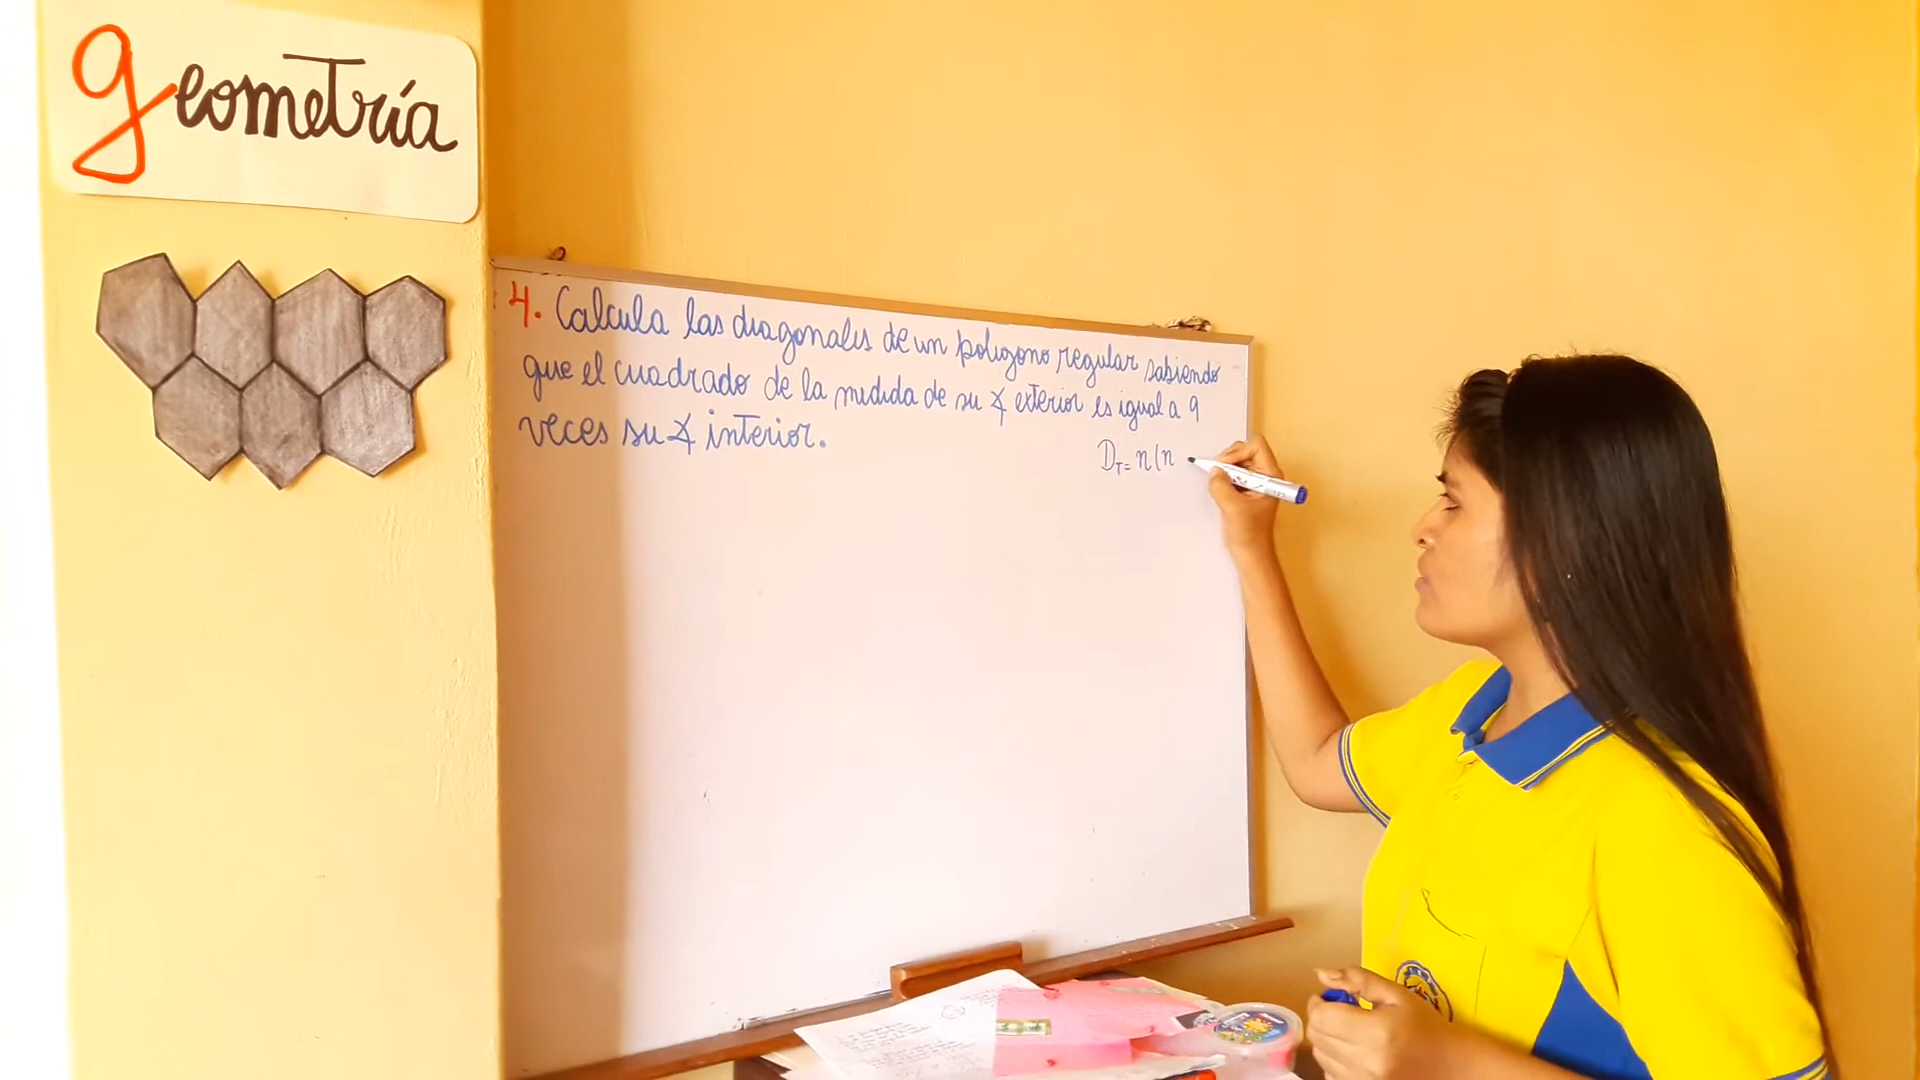 Geometría
4. Calcula las diagonales de un polígono regular sabiendo
que el cuadrado de la medida de su ∡ exterior es igual a 9
veces su ∡ interior.
D_T = n(n